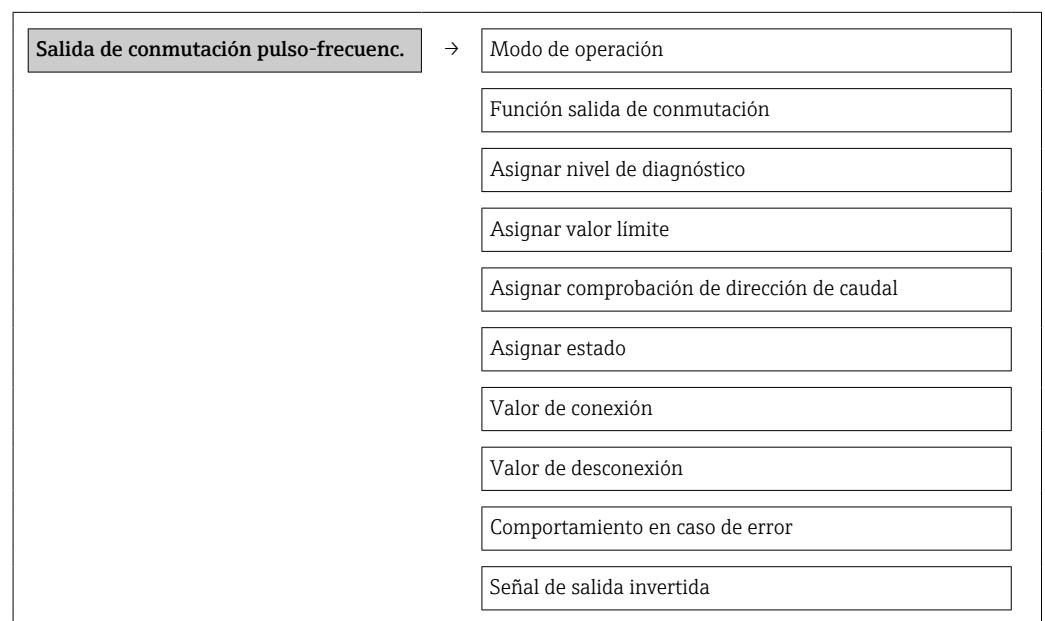 Salida de conmutación pulso-frecuenc. → Modo de operación
Función salida de conmutación
Asignar nivel de diagnóstico
Asignar valor límite
Asignar comprobación de dirección de caudal
Asignar estado
Valor de conexión
Valor de desconexión
Comportamiento en caso de error
Señal de salida invertida